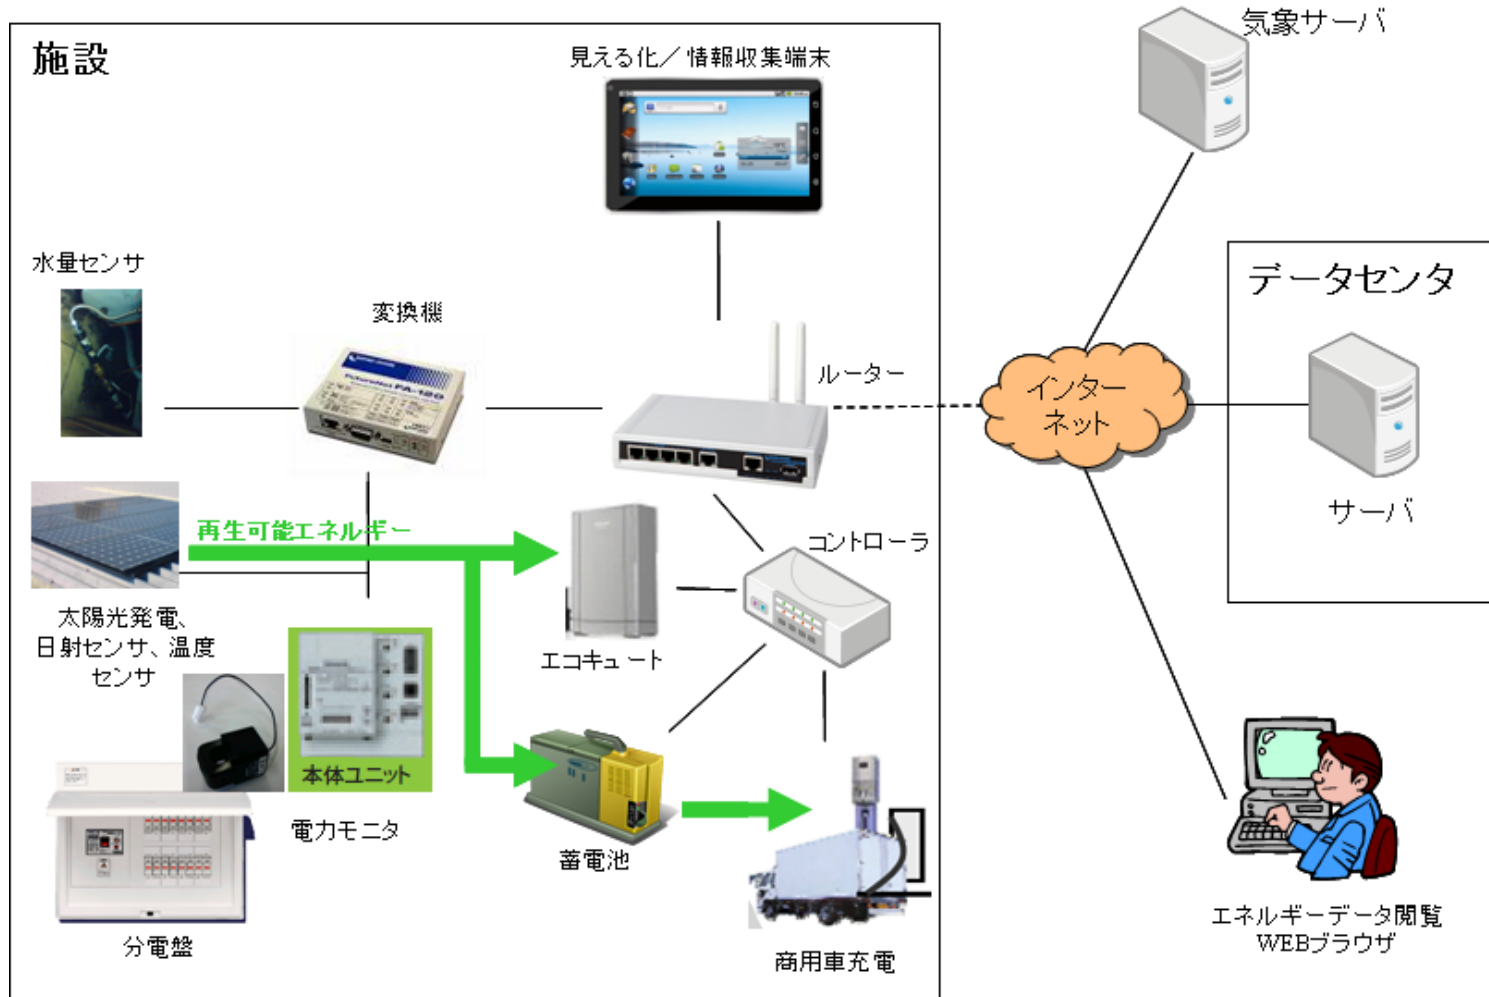 施設
見える化／情報収集端末
気象サーバ
水量センサ
変換機
ルーター
データセンタ
インター
ネット
サーバ
FutureNet FA-120
再生可能エネルギー
コントローラ
太陽光発電、
日射センサ、温度
センサ
エコキュート
本体ユニット
電力モニタ
蓄電池
分電盤
商用車充電
エネルギーデータ閲覧
WEBブラウザ